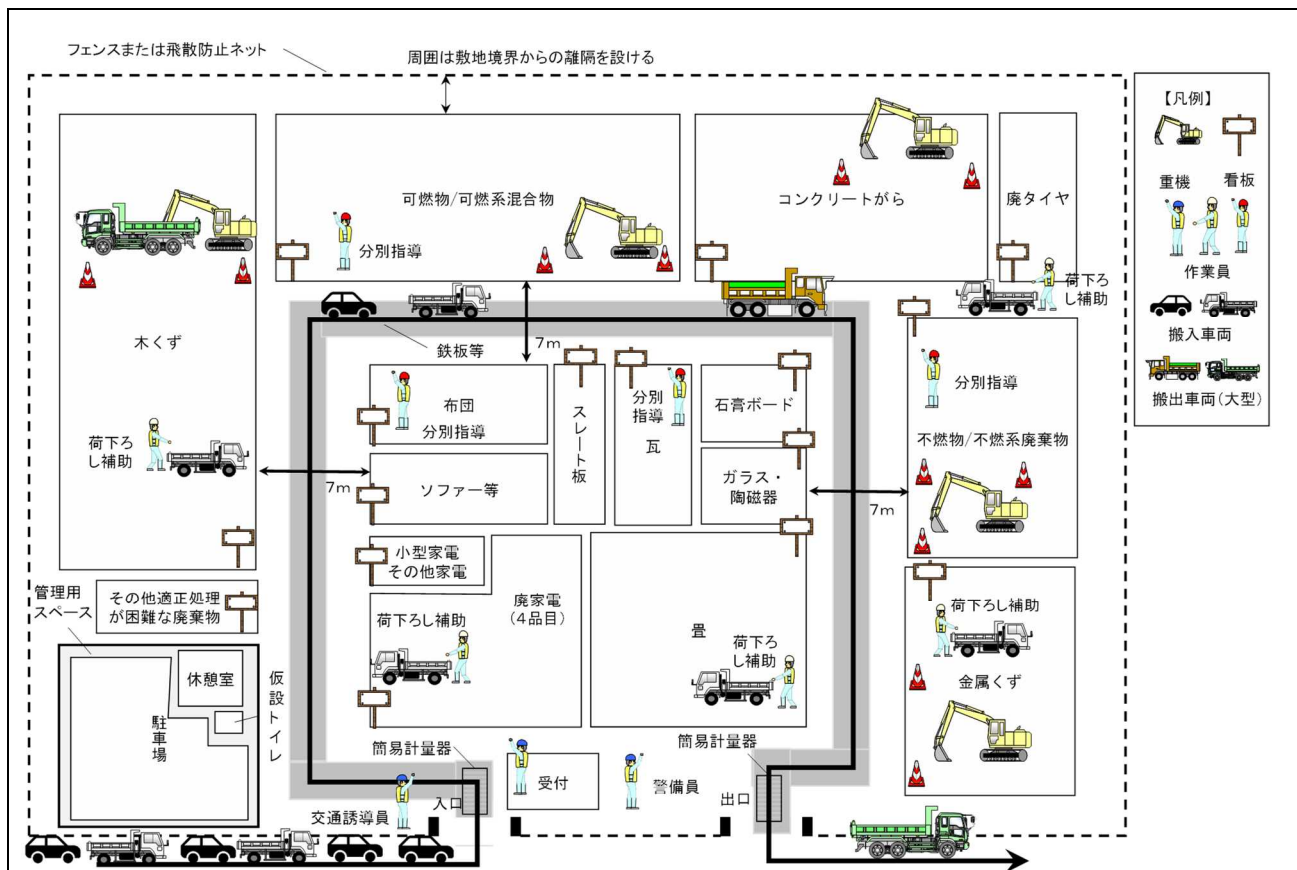 フェンスまたは飛散防止ネット
周囲は敷地境界からの離隔を設ける
【凡例】
重機
看板
作業員
搬入車両
搬出車両(大型)
可燃物/可燃系混合物
分別指導
コンクリートがら
廃タイヤ
荷下ろ
し補助
木くず
鉄板等
7m
布団
分別指導
スレート板
分別
指導
瓦
石膏ボード
分別指導
不燃物/不燃系廃棄物
荷下ろ
し補助
7m
ソファー等
ガラス・
陶磁器
7m
小型家電
その他家電
廃家電
(4品目)
荷下ろし補助
畳
荷下ろ
し補助
荷下ろし補助
金属くず
管理用
スペース
その他適正処理
が困難な廃棄物
休憩室
仮設トイレ
駐車場
簡易計量器
簡易計量器
受付
警備員
入口
出口
交通誘導員